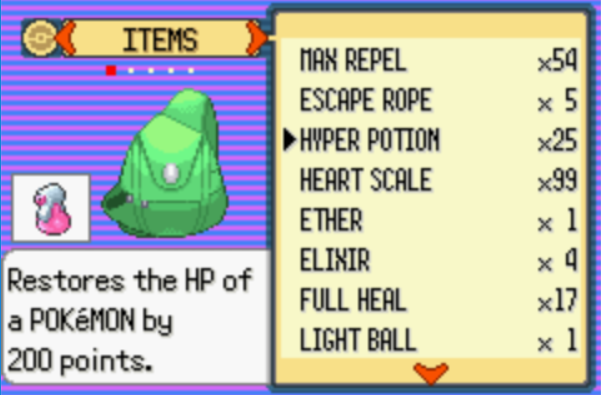 ITEMS
MAX REPEL ×54
ESCAPE ROPE × 5
HYPER POTION ×25
HEART SCALE ×99
ETHER × 1
ELIXIR × 4
FULL HEAL ×17
LIGHT BALL × 1
Restores the HP of
a POKéMON by
200 points.